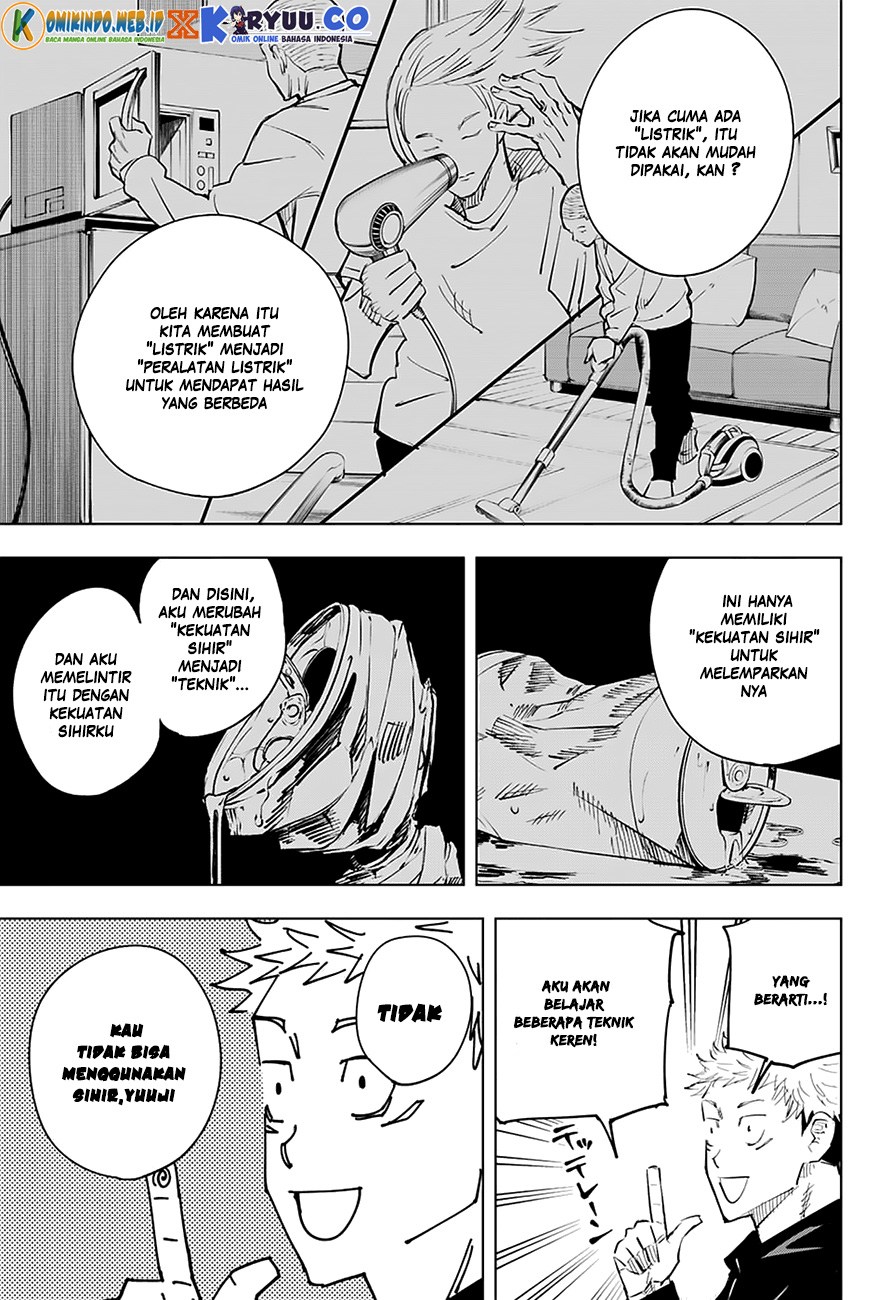 KOMIKINDO.WEB.ID
BACA MANGA ONLINE BAHASA INDONESIA
X
KIRYUU.CO
KOMIK ONLINE BAHASA INDONESIA
JIKA CUMA ADA
"LISTRIK", ITU
TIDAK AKAN MUDAH
DIPAKAI, KAN ?
OLEH KARENA ITU
KITA MEMBUAT
"LISTRIK" MENJADI
"PERALATAN LISTRIK"
UNTUK MENDAPAT HASIL
YANG BERBEDA
INI HANYA
MEMILIKI
"KEKUATAN SIHIR"
UNTUK
MELEMPARKAN
NYA
DAN DISINI,
AKU MERUBAH
"KEKUATAN
SIHIR"
MENJADI
"TEKNIK"...
DAN AKU
MEMELINTIR
ITU DENGAN
KEKUATAN
SIHIRKU
YANG
BERARTI...!
AKU AKAN
BELAJAR
BEBERAPA TEKNIK
KEREN!
TIDAK
KAU
TIDAK BISA
MENGGUNAKAN
SIHIR,YUUJI